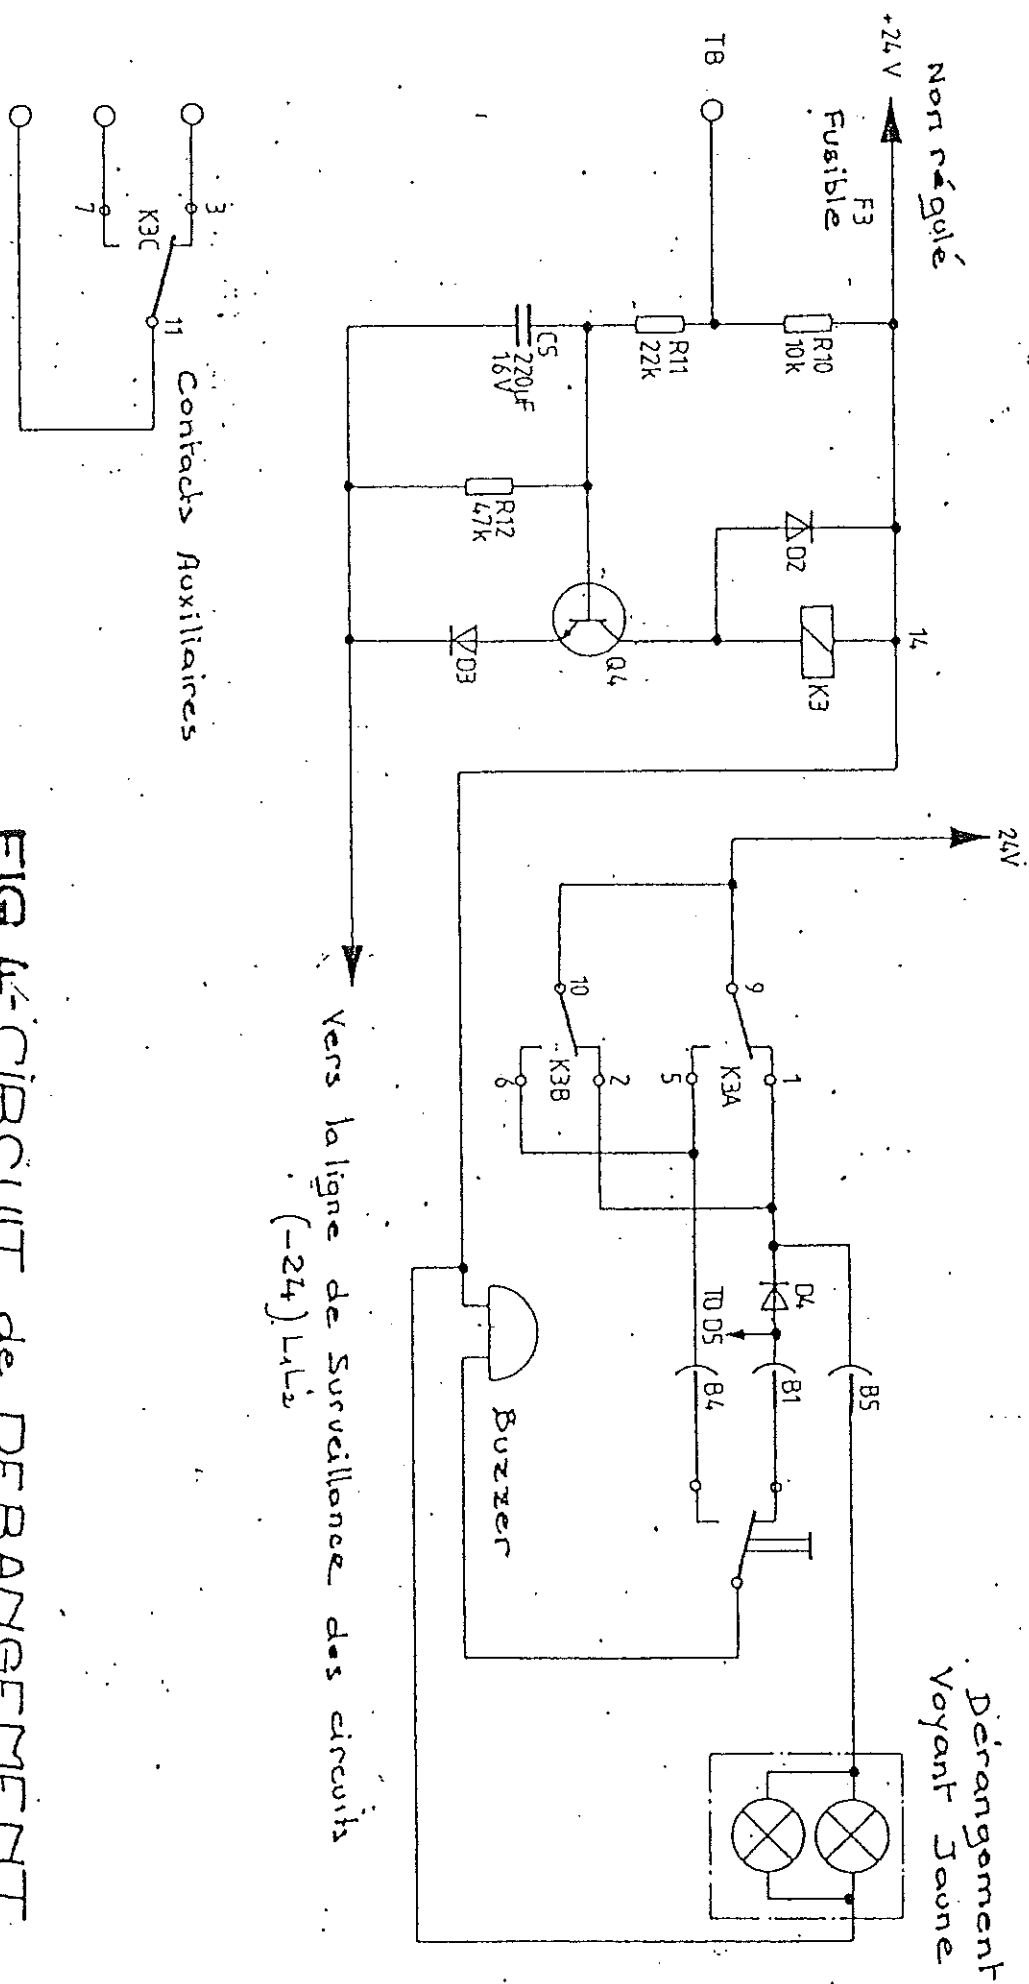 Non régulé
+24V
F3
Fusible
TB
R10
10k
R11
22k
C5
220µF
16V
R12
47k
D2
14
K3
Q4
D3
24V
9
1
K3A
5
10
2
K3B
6
D4
TO D5
B5
B1
B4
Buzzer
Dérangement
Voyant Jaune
Vers la ligne de Surveillance des circuits
(-24) L1L2
3
K3C
7
11
Contacts Auxiliaires
FIG 4-CIRCUIT de DERANGEMENT